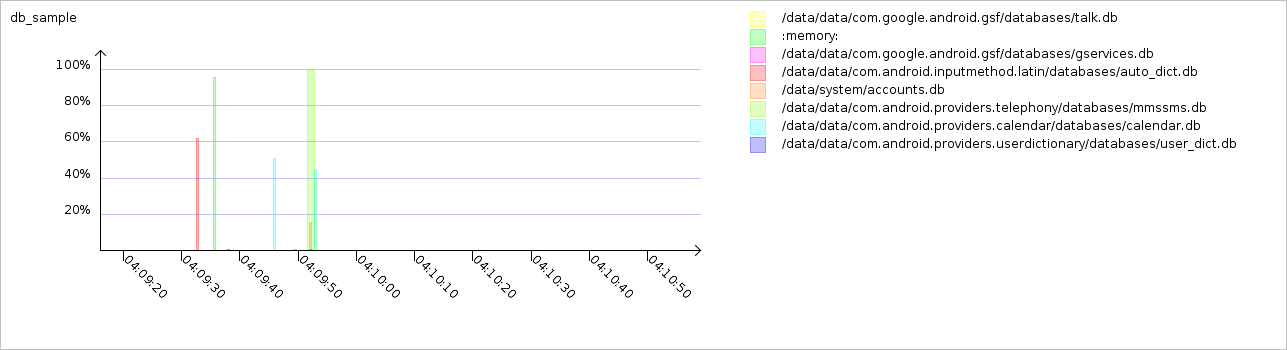 db_sample
/data/data/com.google.android.gsf/databases/talk.db
:memory:
/data/data/com.google.android.gsf/databases/gservices.db
/data/data/com.android.inputmethod.latin/databases/auto_dict.db
/data/system/accounts.db
/data/data/com.android.providers.telephony/databases/mmssms.db
/data/data/com.android.providers.calendar/databases/calendar.db
/data/data/com.android.providers.userdictionary/databases/user_dict.db
100%
80%
60%
40%
20%
04:09:20
04:09:30
04:09:40
04:09:50
04:10:00
04:10:10
04:10:20
04:10:30
04:10:40
04:10:50